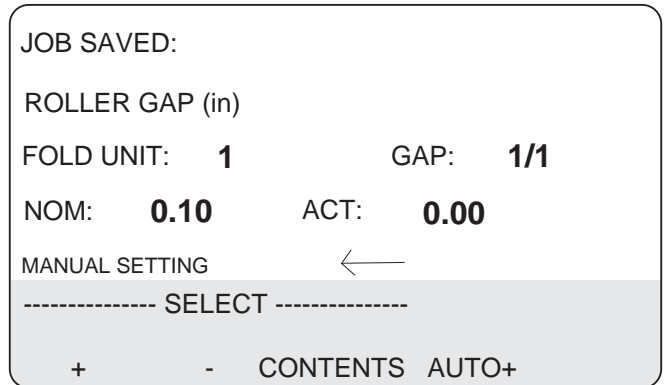 JOB SAVED:
ROLLER GAP (in)
FOLD UNIT: 1 GAP: 1/1
NOM: 0.10 ACT: 0.00
MANUAL SETTING
--------------- SELECT ---------------
+ - CONTENTS AUTO+